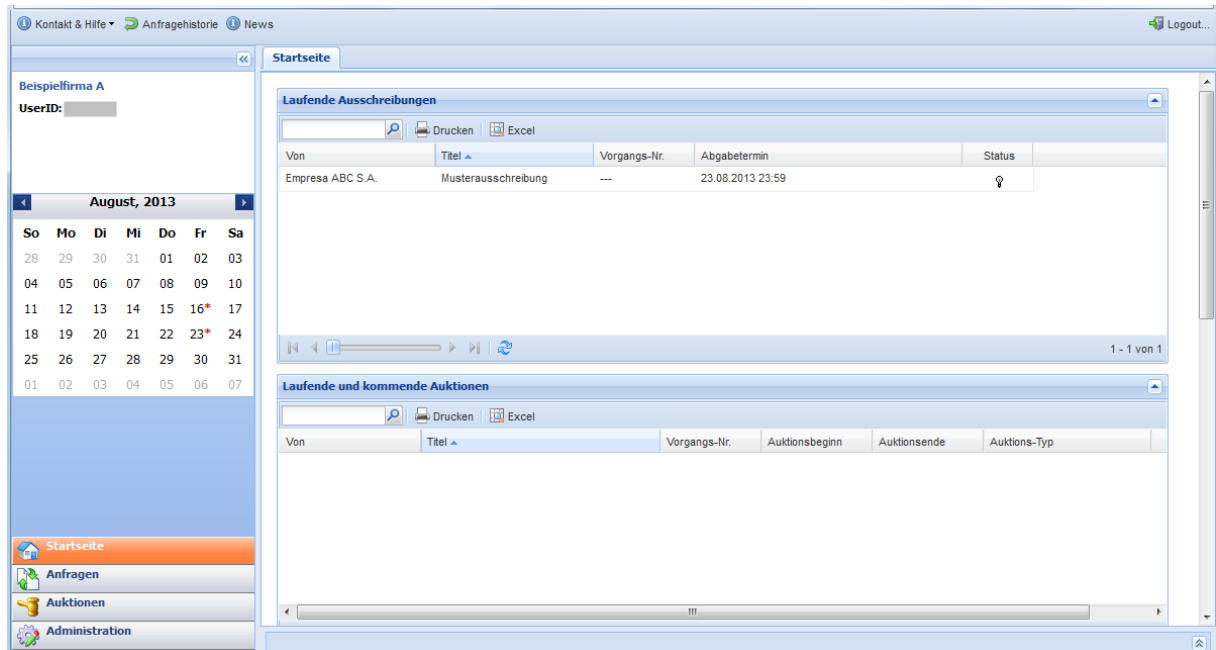 Kontakt & Hilfe Anfragehistorie News Logout...
Startseite
Beispielfirma A
UserID:
August, 2013
So Mo Di Mi Do Fr Sa
28 29 30 31 01 02 03
04 05 06 07 08 09 10
11 12 13 14 15 16* 17
18 19 20 21 22 23* 24
25 26 27 28 29 30 31
01 02 03 04 05 06 07
Startseite
Anfragen
Auktionen
Administration
Laufende Ausschreibungen
Drucken Excel
Von Titel Vorgangs-Nr. Abgabetermin Status
Empresa ABC S.A. Musterausschreibung --- 23.08.2013 23:59
1 - 1 von 1
Laufende und kommende Auktionen
Drucken Excel
Von Titel Vorgangs-Nr. Auktionsbeginn Auktionsende Auktions-Typ